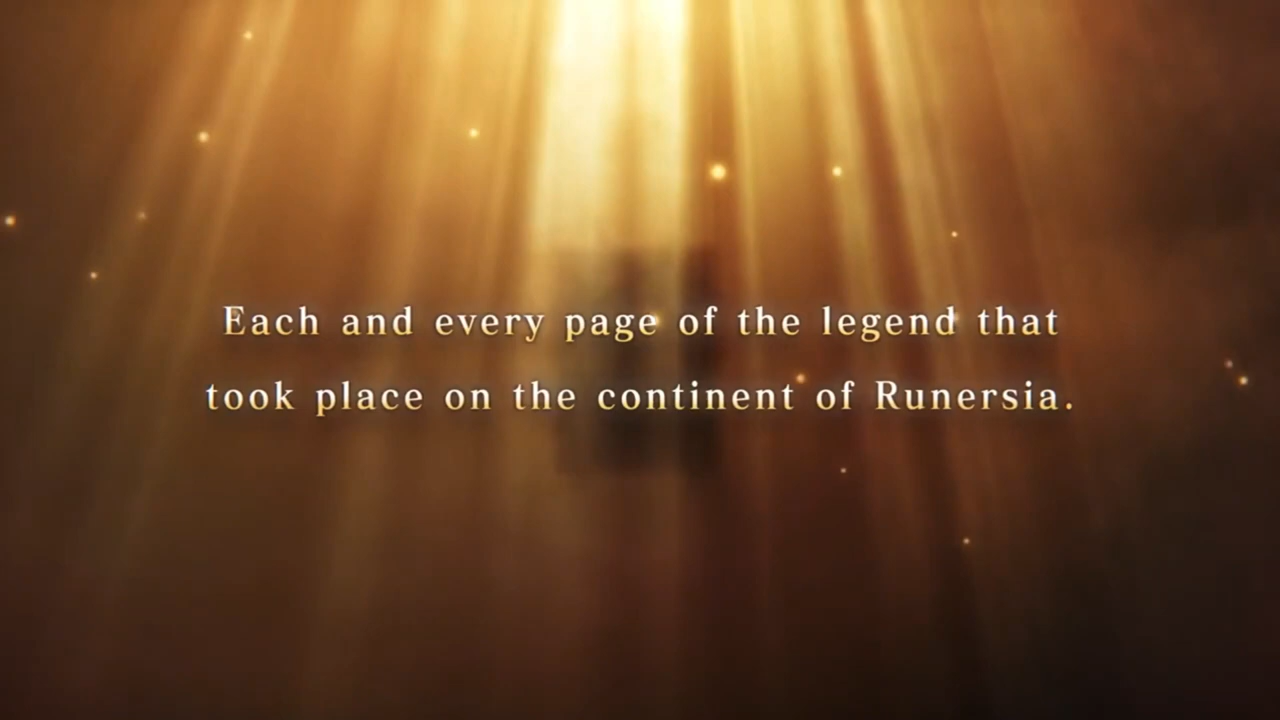 Each and every page of the legend that
took place on the continent of Runersia.